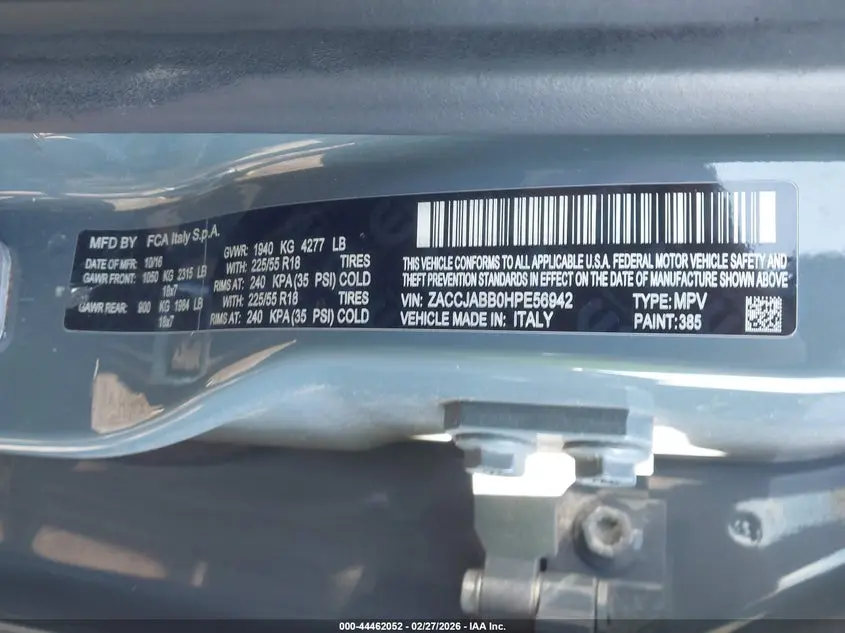 MFD BY FCA Italy S.p.A.
DATE OF MFR: 10/16 GVWR: 1940 KG 4277 LB
GAWR FRONT: 1050 KG 2315 LB WITH: 225/55 R18 TIRES
18x7 RIMS AT: 240 KPA(35 PSI) COLD
GAWR REAR: 900 KG 1984 LB WITH: 225/55 R18 TIRES
18x7 RIMS AT: 240 KPA(35 PSI) COLD
THIS VEHICLE CONFORMS TO ALL APPLICABLE U.S.A. FEDERAL MOTOR VEHICLE SAFETY AND
THEFT PREVENTION STANDARDS IN EFFECT ON THE DATE OF MANUFACTURE SHOWN ABOVE
VIN: ZACCJABB0HPE56942 TYPE: MPV
VEHICLE MADE IN: ITALY PAINT: 385
000-44462052 / 02/27/2026 - IAA Inc.